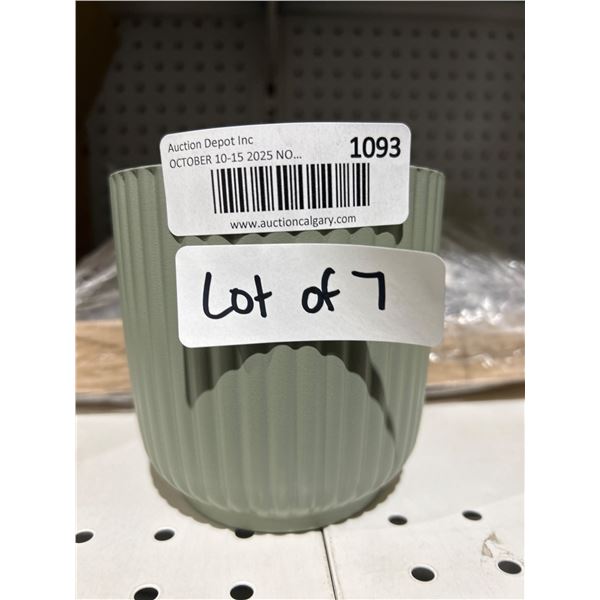 Auction Depot Inc
OCTOBER 10-15 2025 NO... 1093
www.auctioncalgary.com
Lot of 7